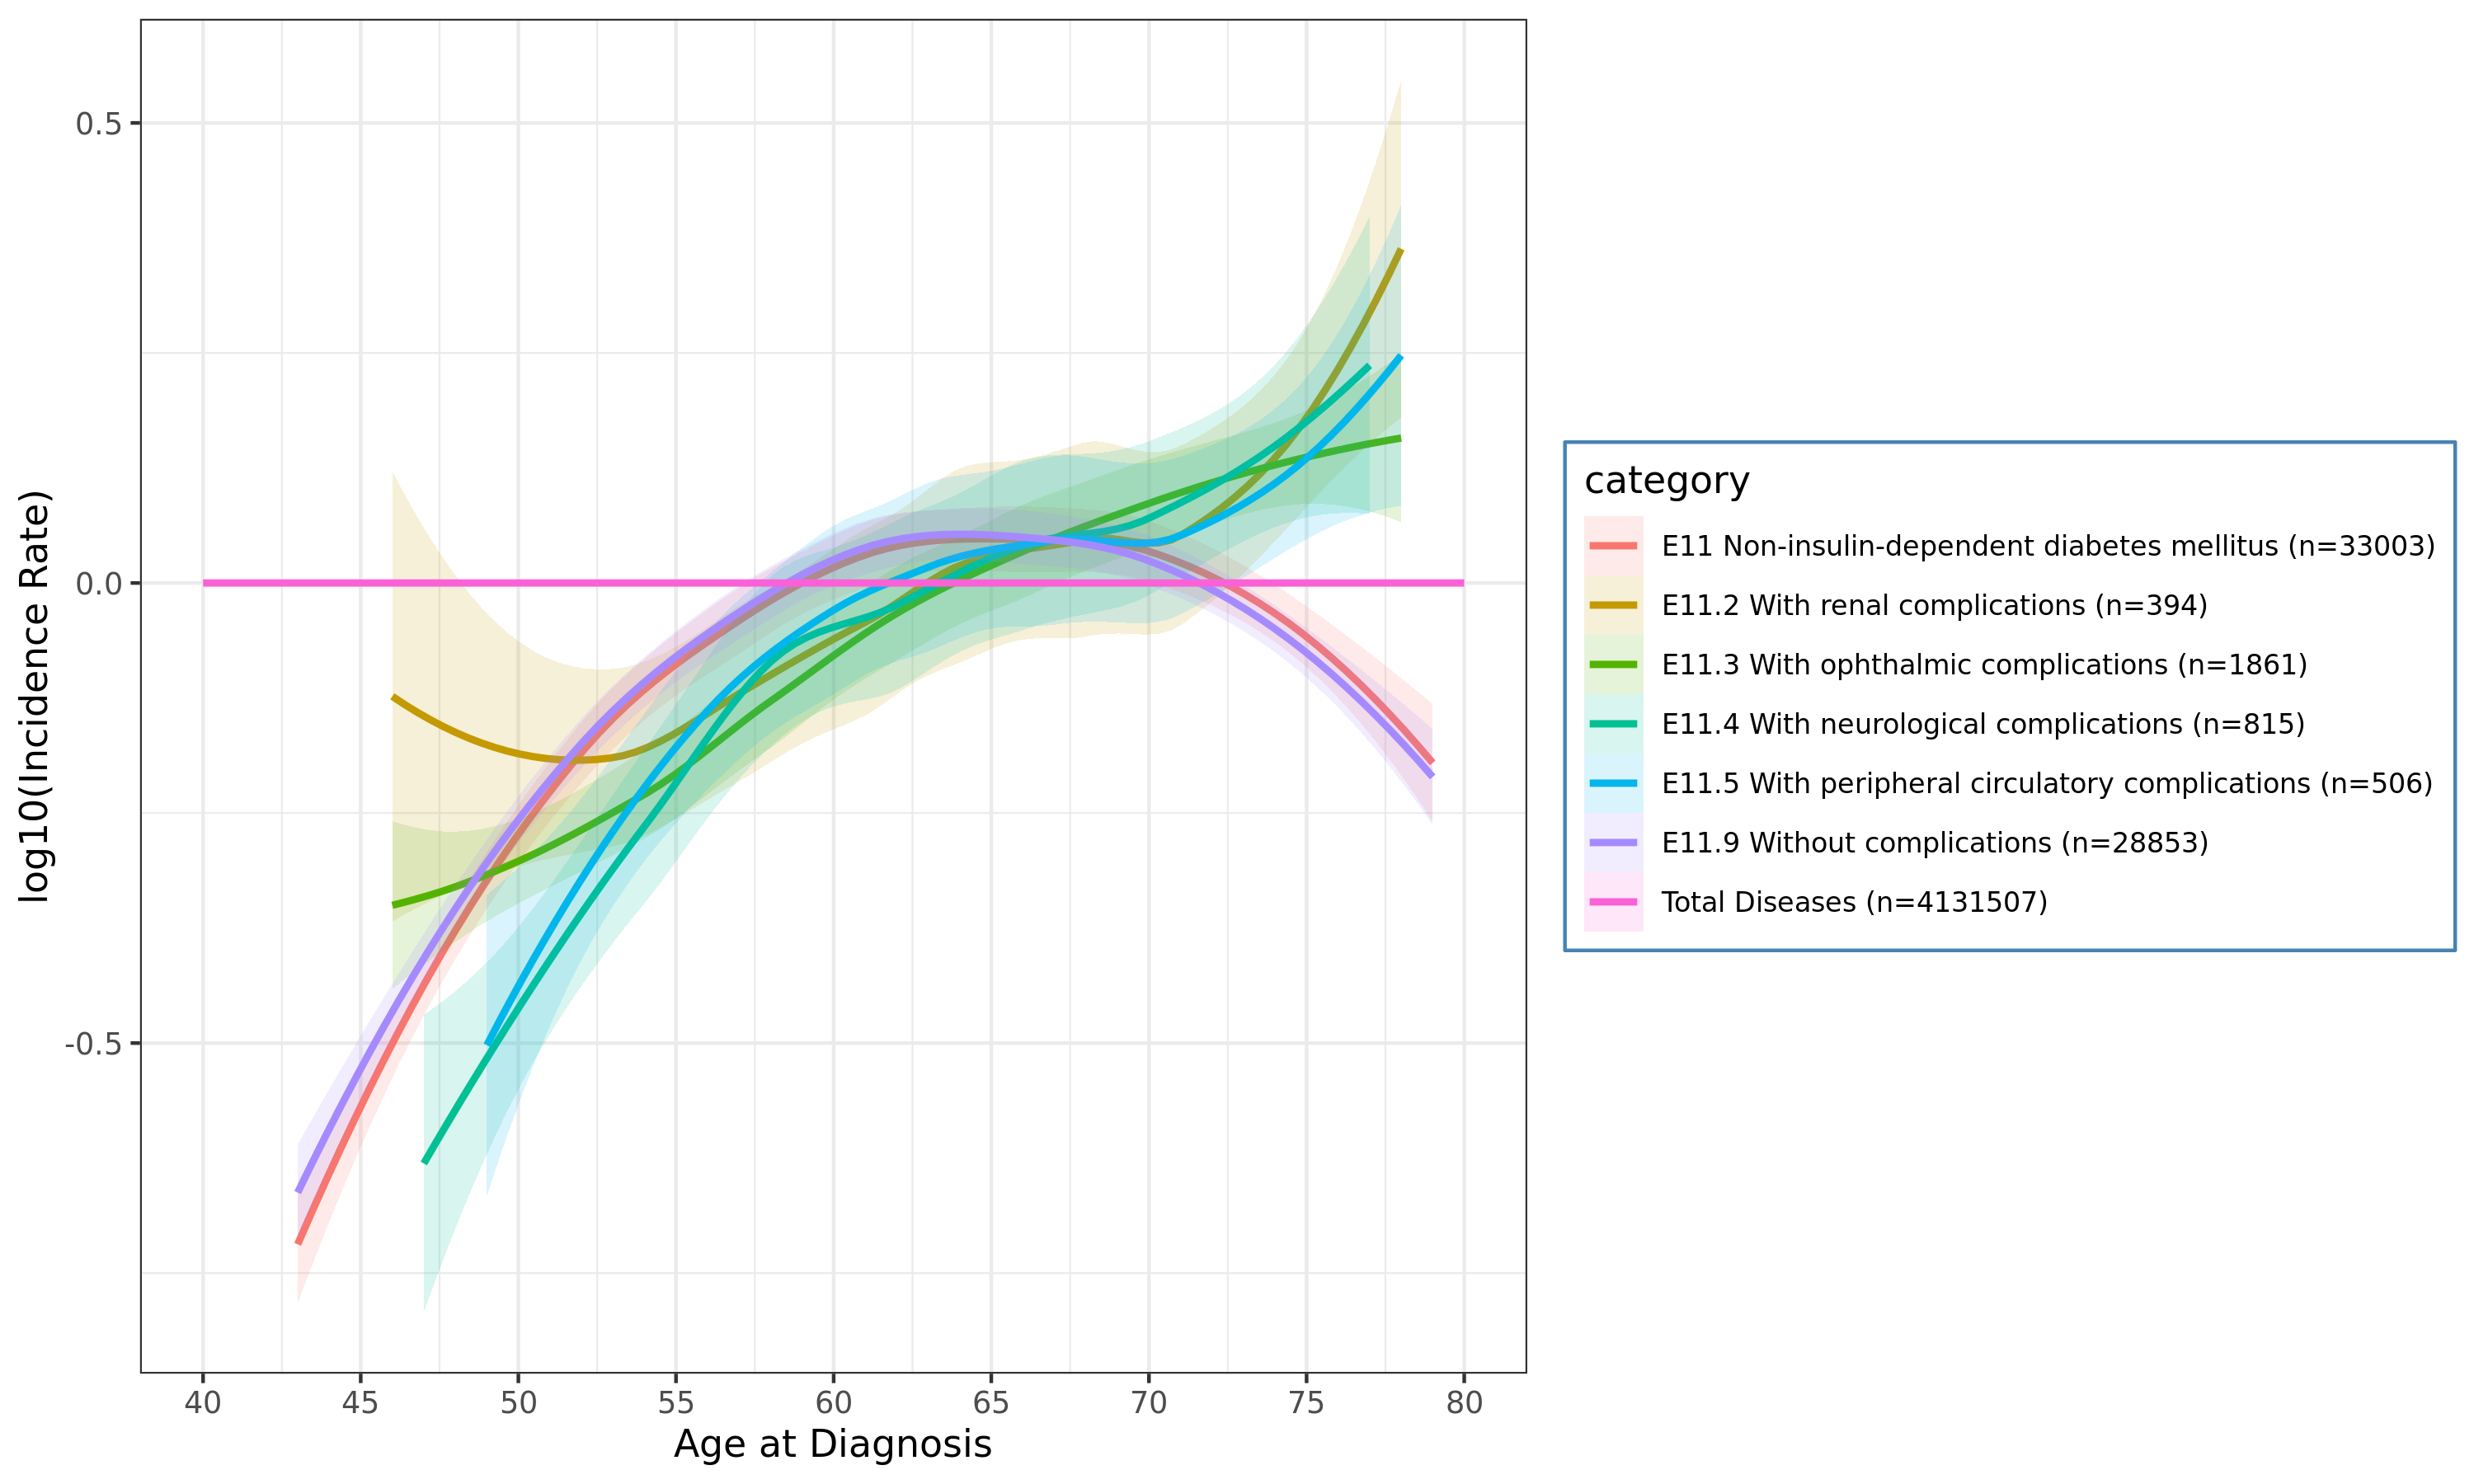 0.5
0.0
-0.5
log10(Incidence Rate)
40 45 50 55 60 65 70 75 80
Age at Diagnosis
category
E11 Non-insulin-dependent diabetes mellitus (n=33003)
E11.2 With renal complications (n=394)
E11.3 With ophthalmic complications (n=1861)
E11.4 With neurological complications (n=815)
E11.5 With peripheral circulatory complications (n=506)
E11.9 Without complications (n=28853)
Total Diseases (n=4131507)